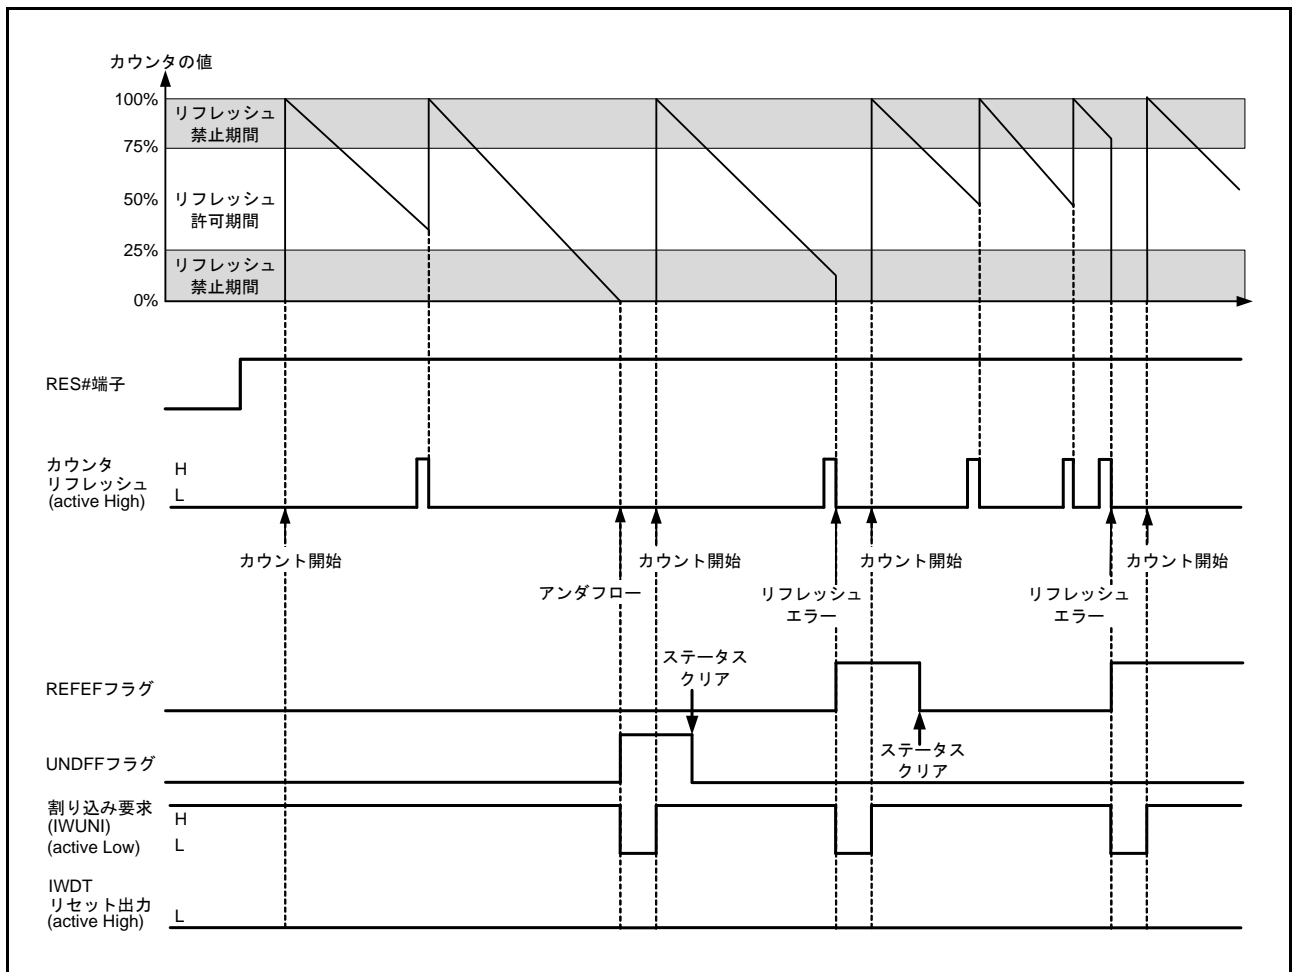 カウンタの値
100%
リフレッシュ
禁止期間
75%
50%
リフレッシュ
許可期間
25%
リフレッシュ
禁止期間
0%
RES#端子
カウンタ
リフレッシュ
(active High)
H
L
カウント開始
カウント開始
カウント開始
カウント開始
アンダフロー
リフレッシュ
エラー
リフレッシュ
エラー
ステータス
クリア
REFEFフラグ
ステータス
クリア
UNDFFフラグ
割り込み要求
(IWUNI)
(active Low)
H
L
IWDT
リセット出力
(active High)
L